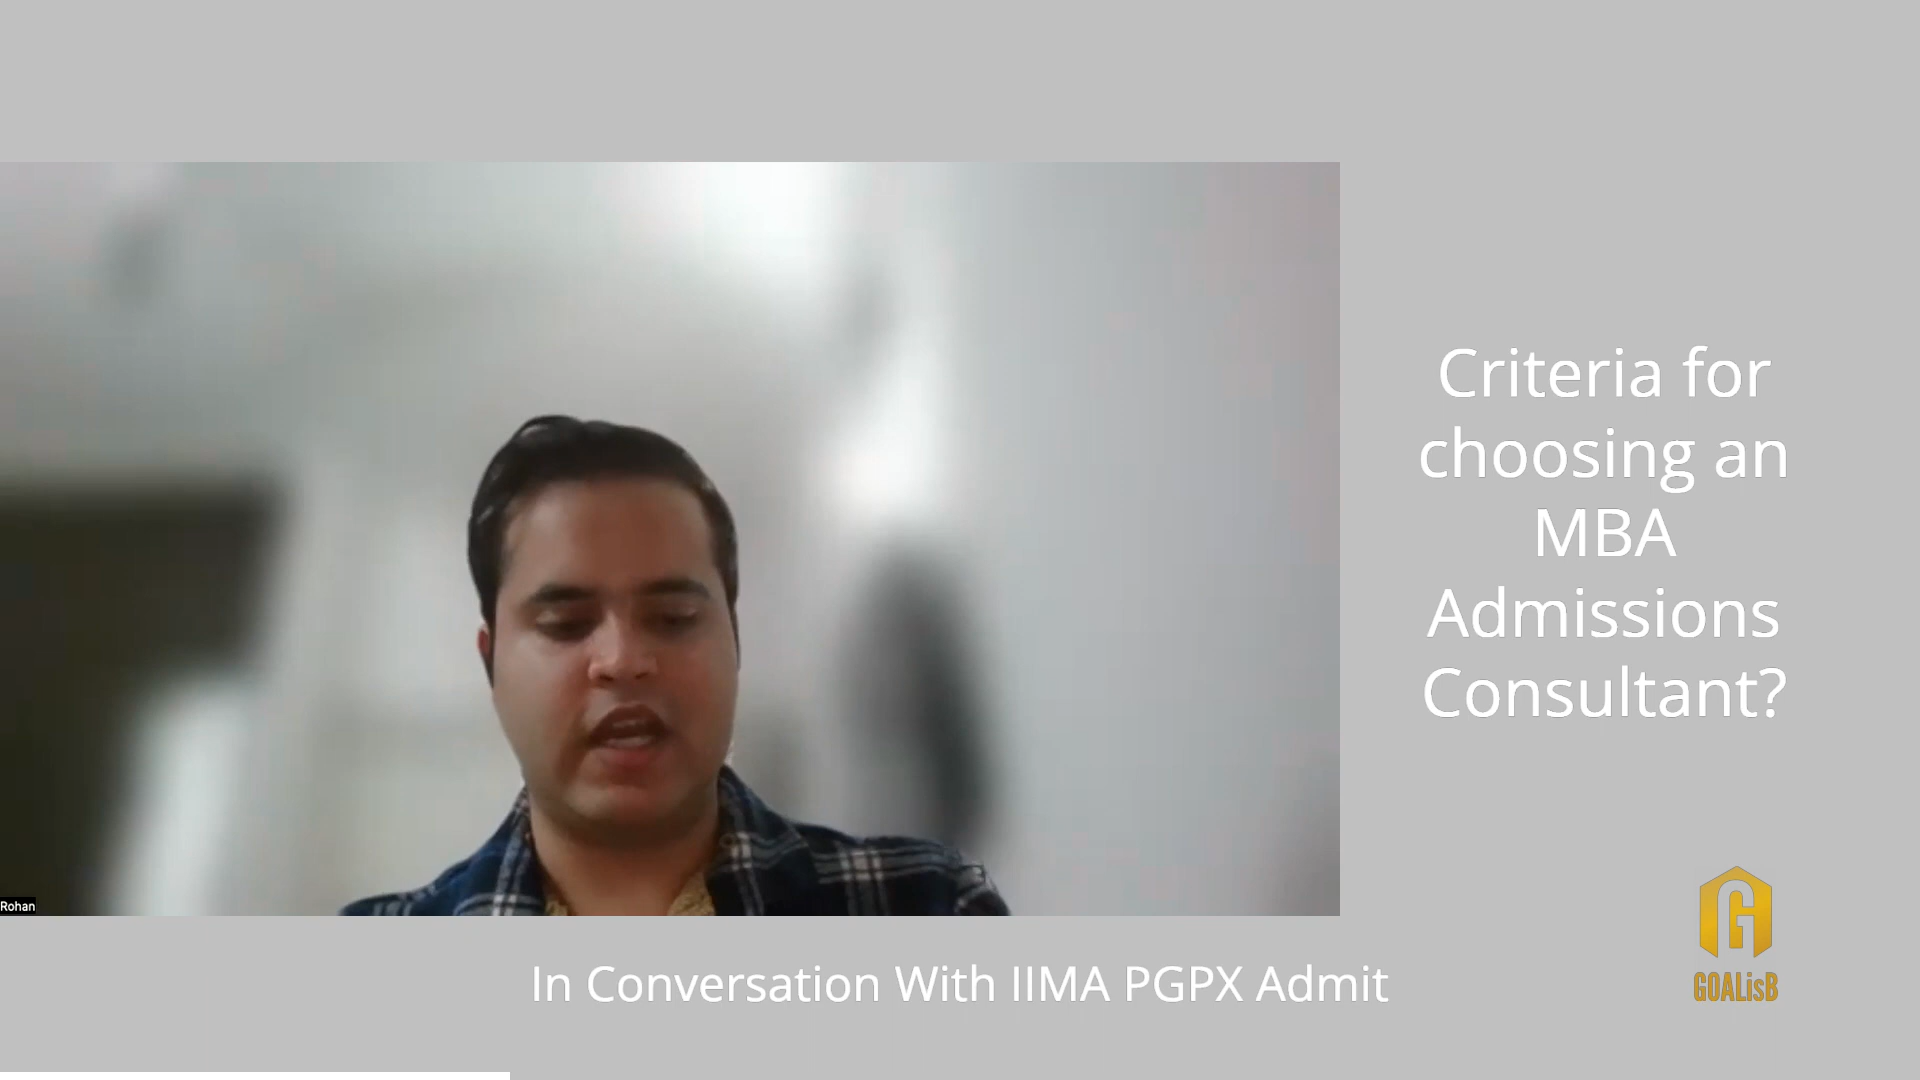 Criteria for
choosing an
MBA
Admissions
Consultant?
Rohan
In Conversation With IIMA PGPX Admit
G
GOALisB